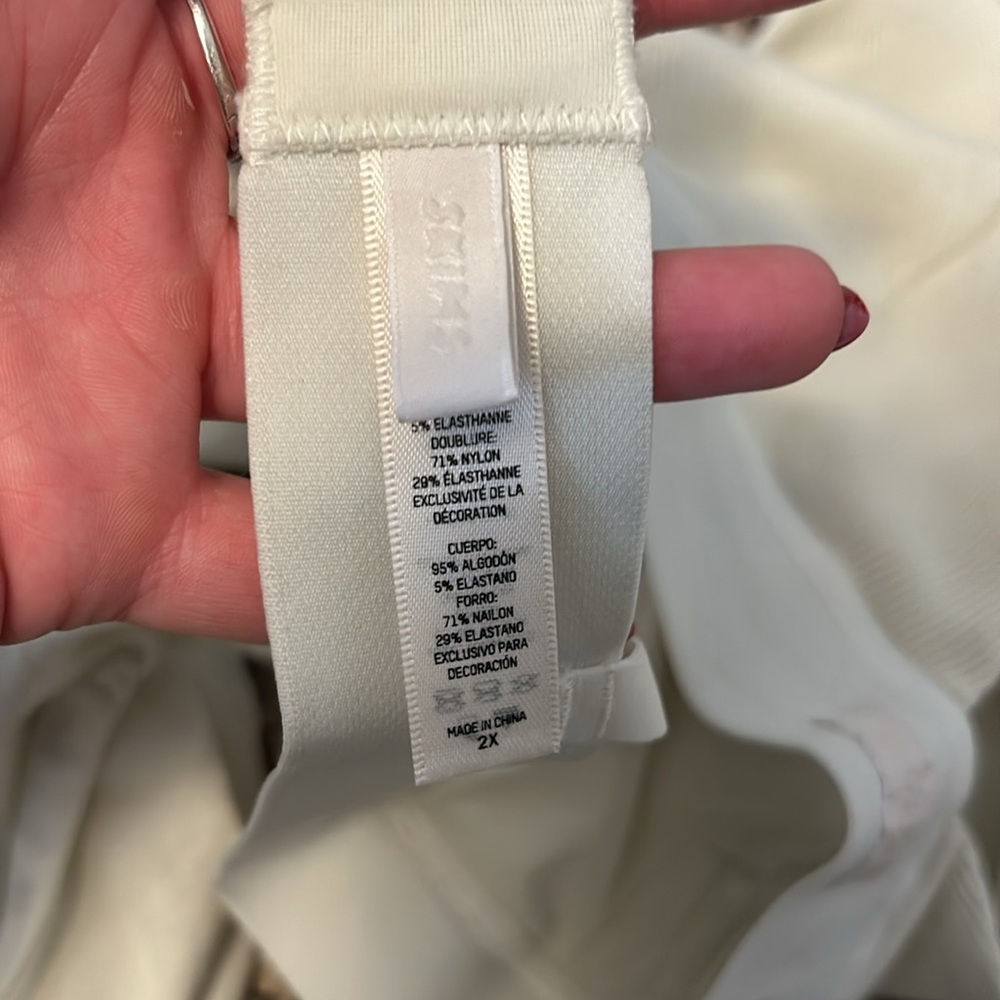 SKIMS
5% ELASTHANNE
DOUBLURE:
71% NYLON
29% ÉLASTHANNE
EXCLUSIVITÉ DE LA
DÉCORATION
CUERPO:
95% ALGODÓN
5% ELASTANO
FORRO:
71% NAILON
29% ELASTANO
EXCLUSIVO PARA
DECORACIÓN
MADE IN CHINA
2X